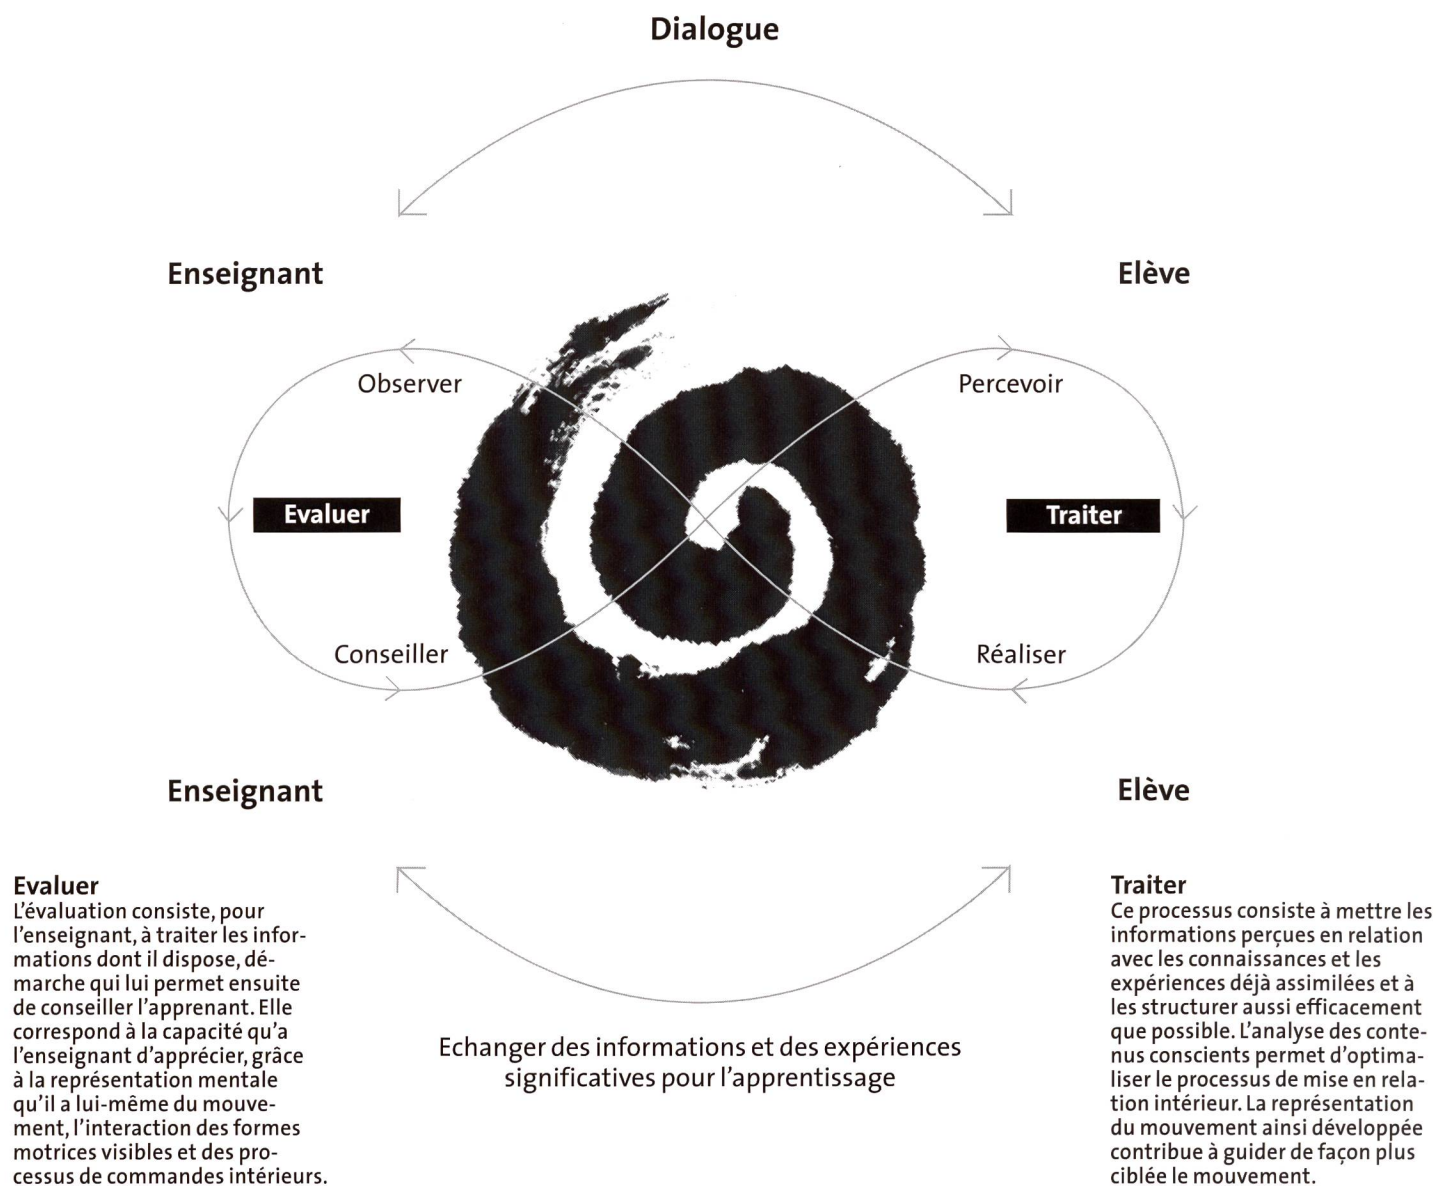 Dialogue
Enseignant
Elève
Observer
Percevoir
Evaluer
Traiter
Conseiller
Réaliser
Enseignant
Elève
Evaluer
L'évaluation consiste, pour
l'enseignant, à traiter les infor-
mations dont il dispose, dé-
marche qui lui permet ensuite
de conseiller l'apprenant. Elle
correspond à la capacité qu'a
l'enseignant d'apprécier, grâce
à la représentation mentale
qu'il a lui-même du mouve-
ment, l'interaction des formes
motrices visibles et des pro-
cessus de commandes intérieurs.
Echanger des informations et des expériences
significatives pour l'apprentissage
Traiter
Ce processus consiste à mettre les
informations perçues en relation
avec les connaissances et les
expériences déjà assimilées et à
les structurer aussi efficacement
que possible. L'analyse des conte-
nus conscients permet d'optima-
liser le processus de mise en rela-
tion intérieur. La représentation
du mouvement ainsi développée
contribue à guider de façon plus
ciblée le mouvement.